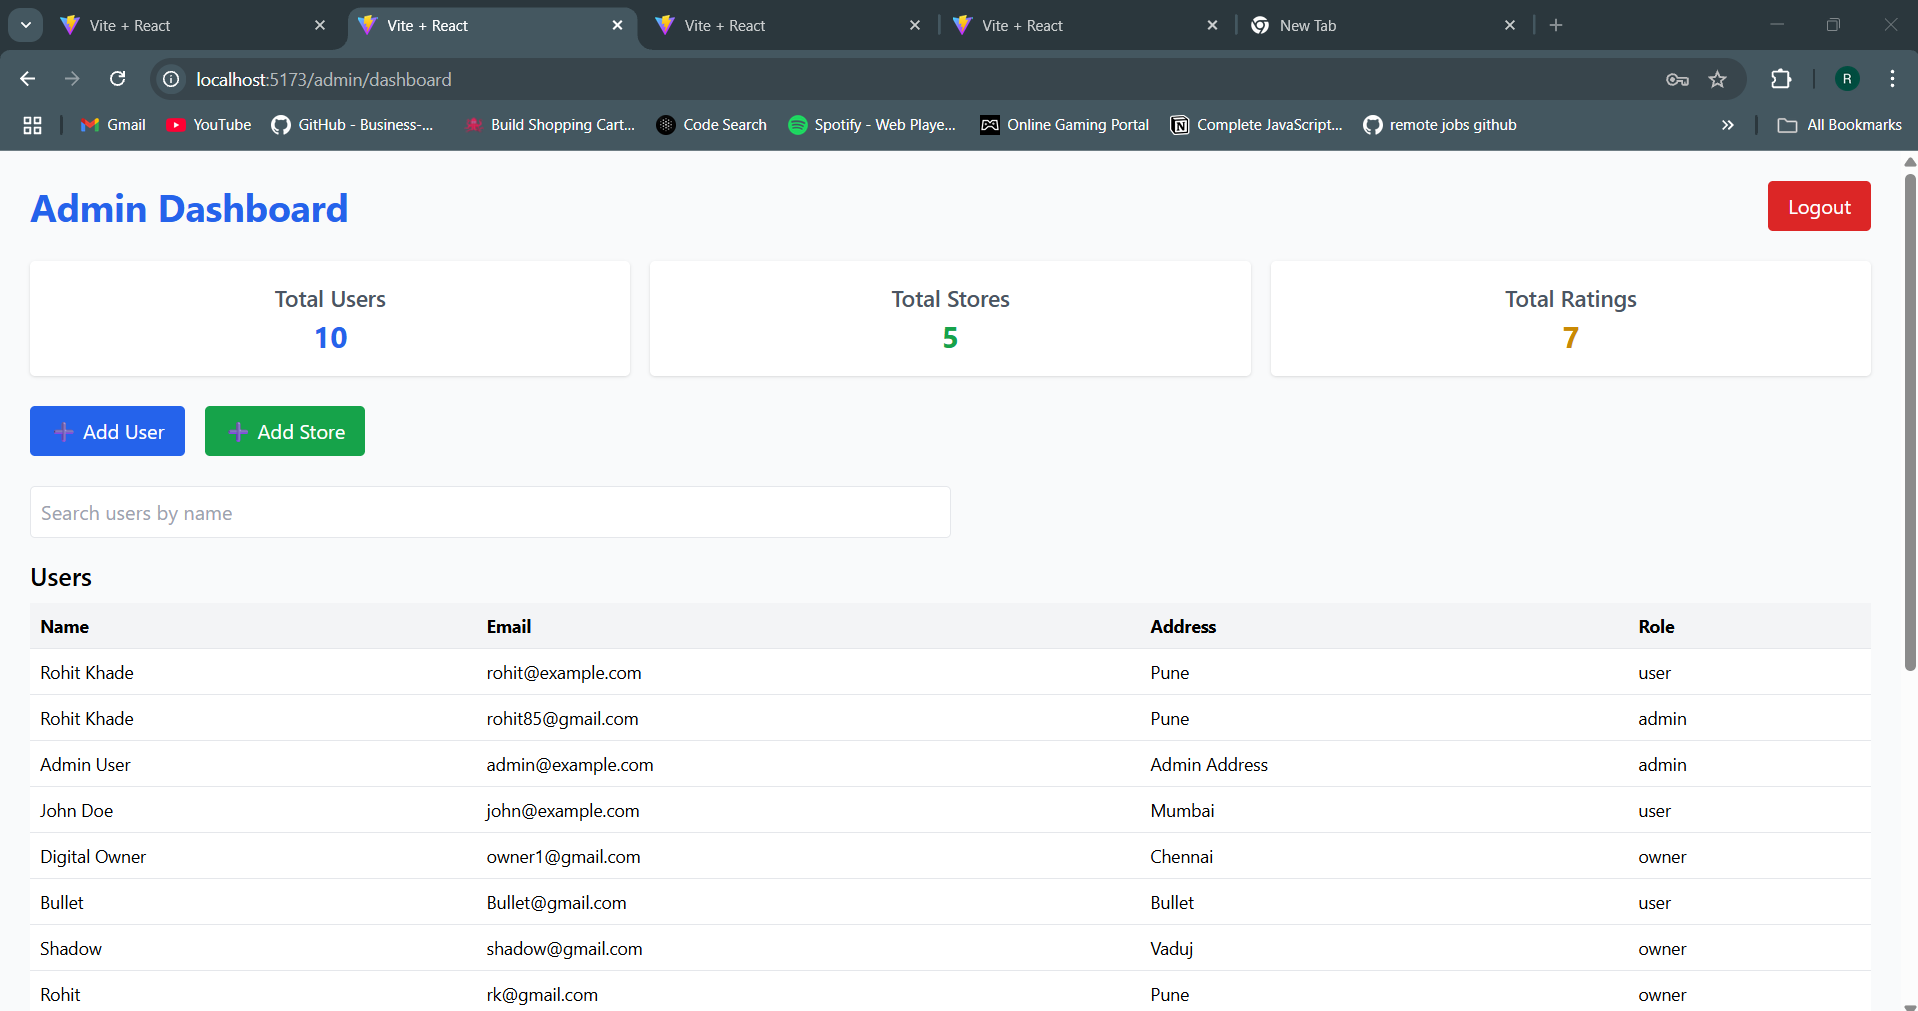 Vite + React
Vite + React
Vite + React
Vite + React
New Tab
localhost:5173/admin/dashboard
R
Gmail
YouTube
GitHub - Business-...
Build Shopping Cart...
Code Search
Spotify - Web Playe...
Online Gaming Portal
Complete JavaScript...
remote jobs github
All Bookmarks
Admin Dashboard
Logout
Total Users
10
Total Stores
5
Total Ratings
7
➕ Add User
➕ Add Store
Search users by name
Users
Name Email Address Role
Rohit Khade rohit@example.com Pune user
Rohit Khade rohit85@gmail.com Pune admin
Admin User admin@example.com Admin Address admin
John Doe john@example.com Mumbai user
Digital Owner owner1@gmail.com Chennai owner
Bullet Bullet@gmail.com Bullet user
Shadow shadow@gmail.com Vaduj owner
Rohit rk@gmail.com Pune owner